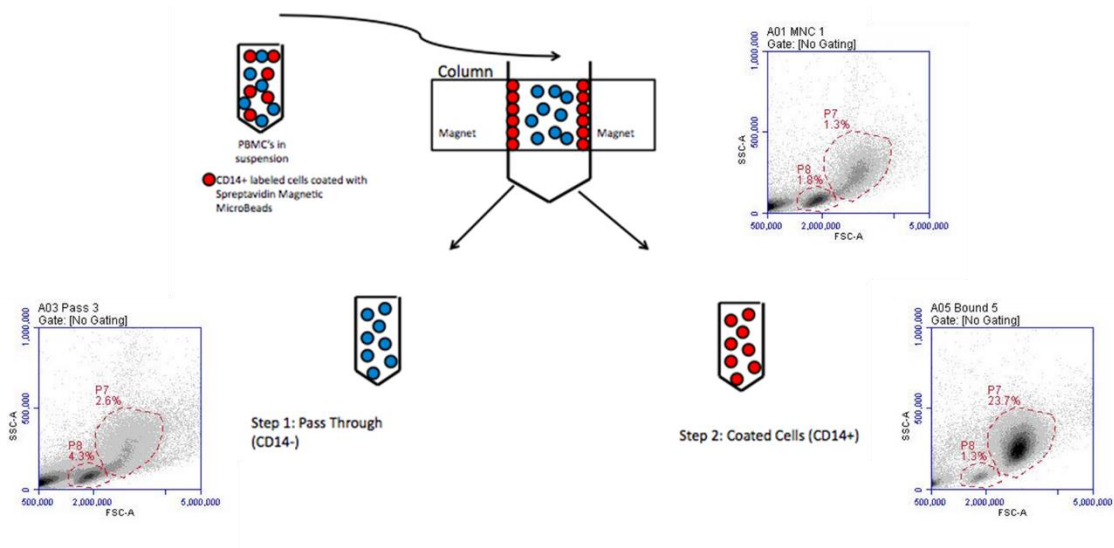 A01 MNC 1
Gate: [No Gating]
1,000,000
P7
1.3%
500,000
SSC-A
P8
1.8%
0
500,000 2,000,000 5,000,000
FSC-A
Column
Magnet
Magnet
PBMC's in
suspension
CD14+ labeled cells coated with
Spreptavidin Magnetic
MicroBeads
A03 Pass 3
Gate: [No Gating]
1,000,000
P7
2.6%
500,000
SSC-A
P8
4.3%
0
500,000 2,000,000 5,000,000
FSC-A
Step 1: Pass Through
(CD14-)
Step 2: Coated Cells (CD14+)
A05 Bound 5
Gate: [No Gating]
1,000,000
P7
23.7%
500,000
SSC-A
P8
1.3%
0
500,000 2,000,000 5,000,000
FSC-A